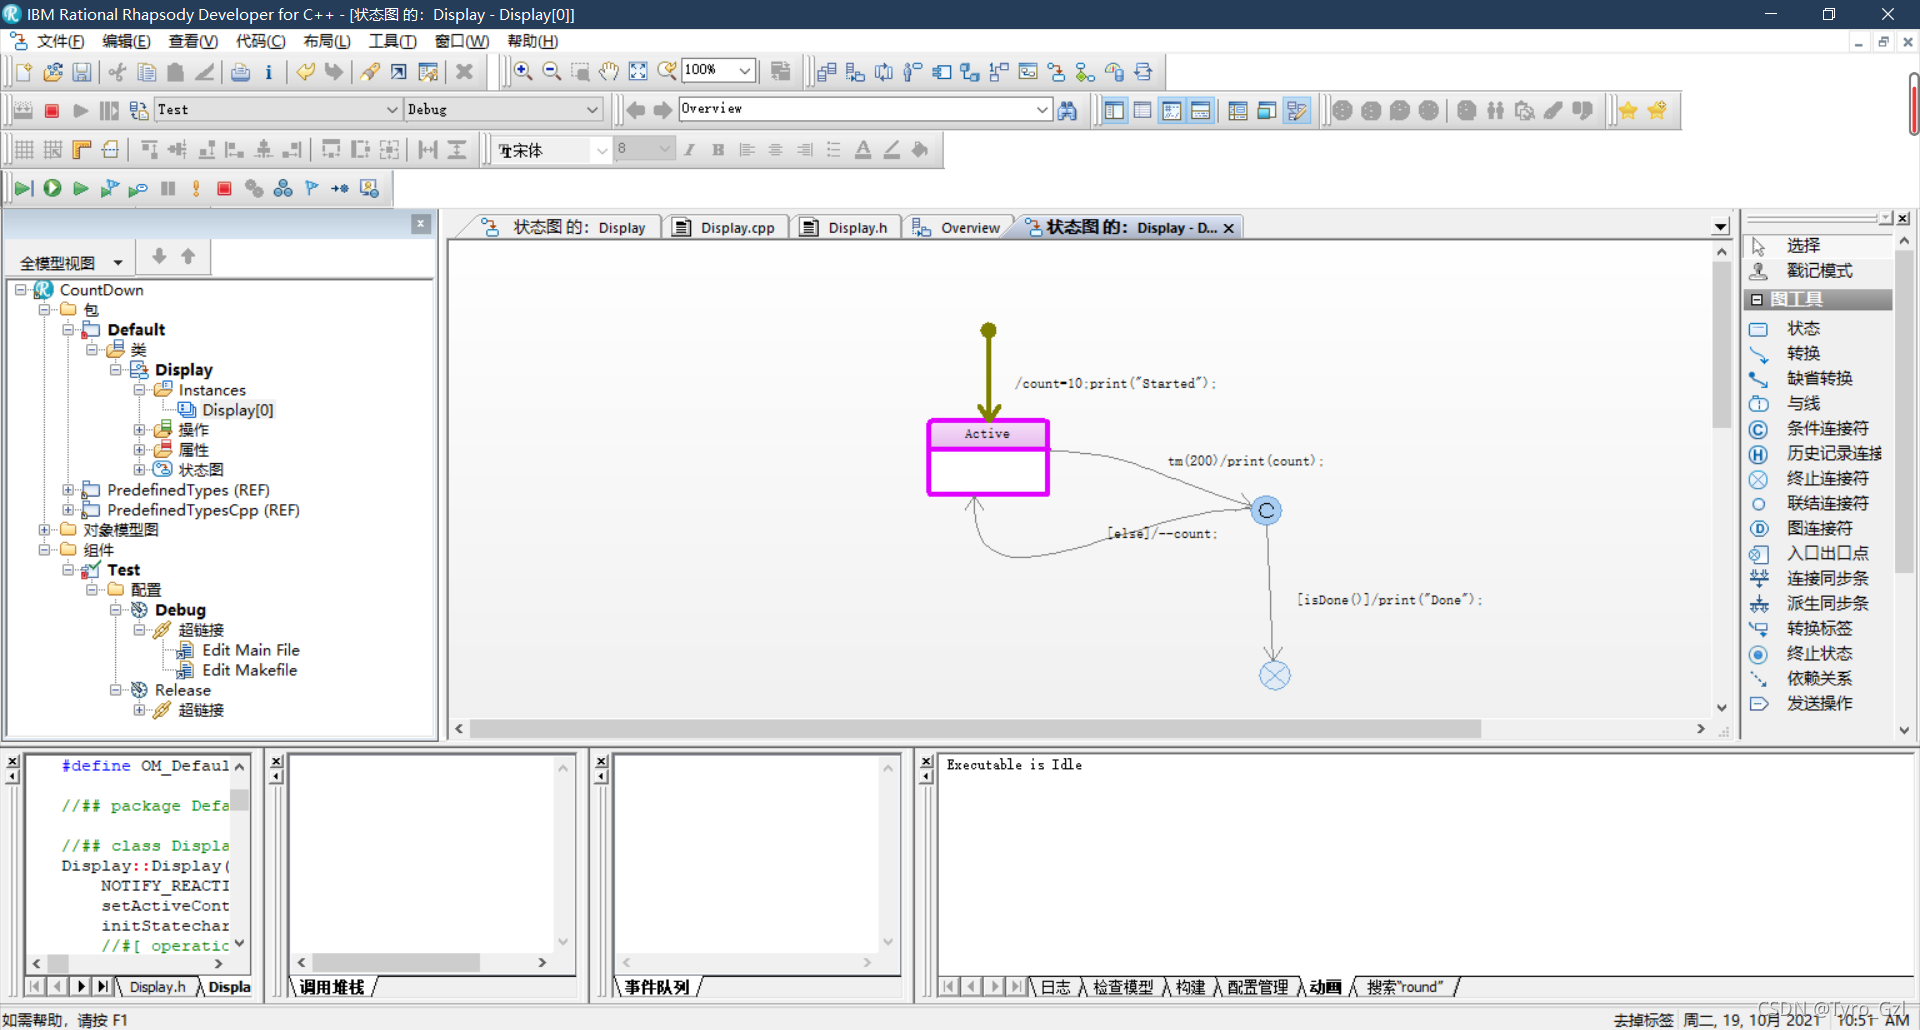 IBM Rational Rhapsody Developer for C++ - [状态图 的：Display - Display[0]]
文件(F) 编辑(E) 查看(V) 代码(C) 布局(L) 工具(T) 窗口(W) 帮助(H)
100%
Test Debug Overview
宋体 8
状态图 的：Display Display.cpp Display.h Overview 状态图 的：Display - D...
全模型视图
CountDown
包
Default
类
Display
Instances
Display[0]
操作
属性
状态图
PredefinedTypes (REF)
PredefinedTypesCpp (REF)
对象模型图
组件
Test
配置
Debug
超链接
Edit Main File
Edit Makefile
Release
超链接
/count=10;print("Started");
Active
tm(200)/print(count);
C
[else]/--count;
[isDone()]/print("Done");
选择
戳记模式
图工具
状态
转换
缺省转换
与线
条件连接符
历史记录连接
终止连接符
联结连接符
图连接符
入口出口点
连接同步条
派生同步条
转换标签
终止状态
依赖关系
发送操作
#define OM_Defaul
//## package Defa
//## class Displa
Display::Display(
NOTIFY_REACTI
setActiveCont
initStatechar
//#[ operatic
Display.h Displa
调用堆栈
事件队列
Executable is Idle
日志 检查模型 构建 配置管理 动画 搜索"round"
如需帮助，请按 F1
去掉标签 周二, 19, 10月 2021 10:51 AM
CSDN @Tyro_Gzl